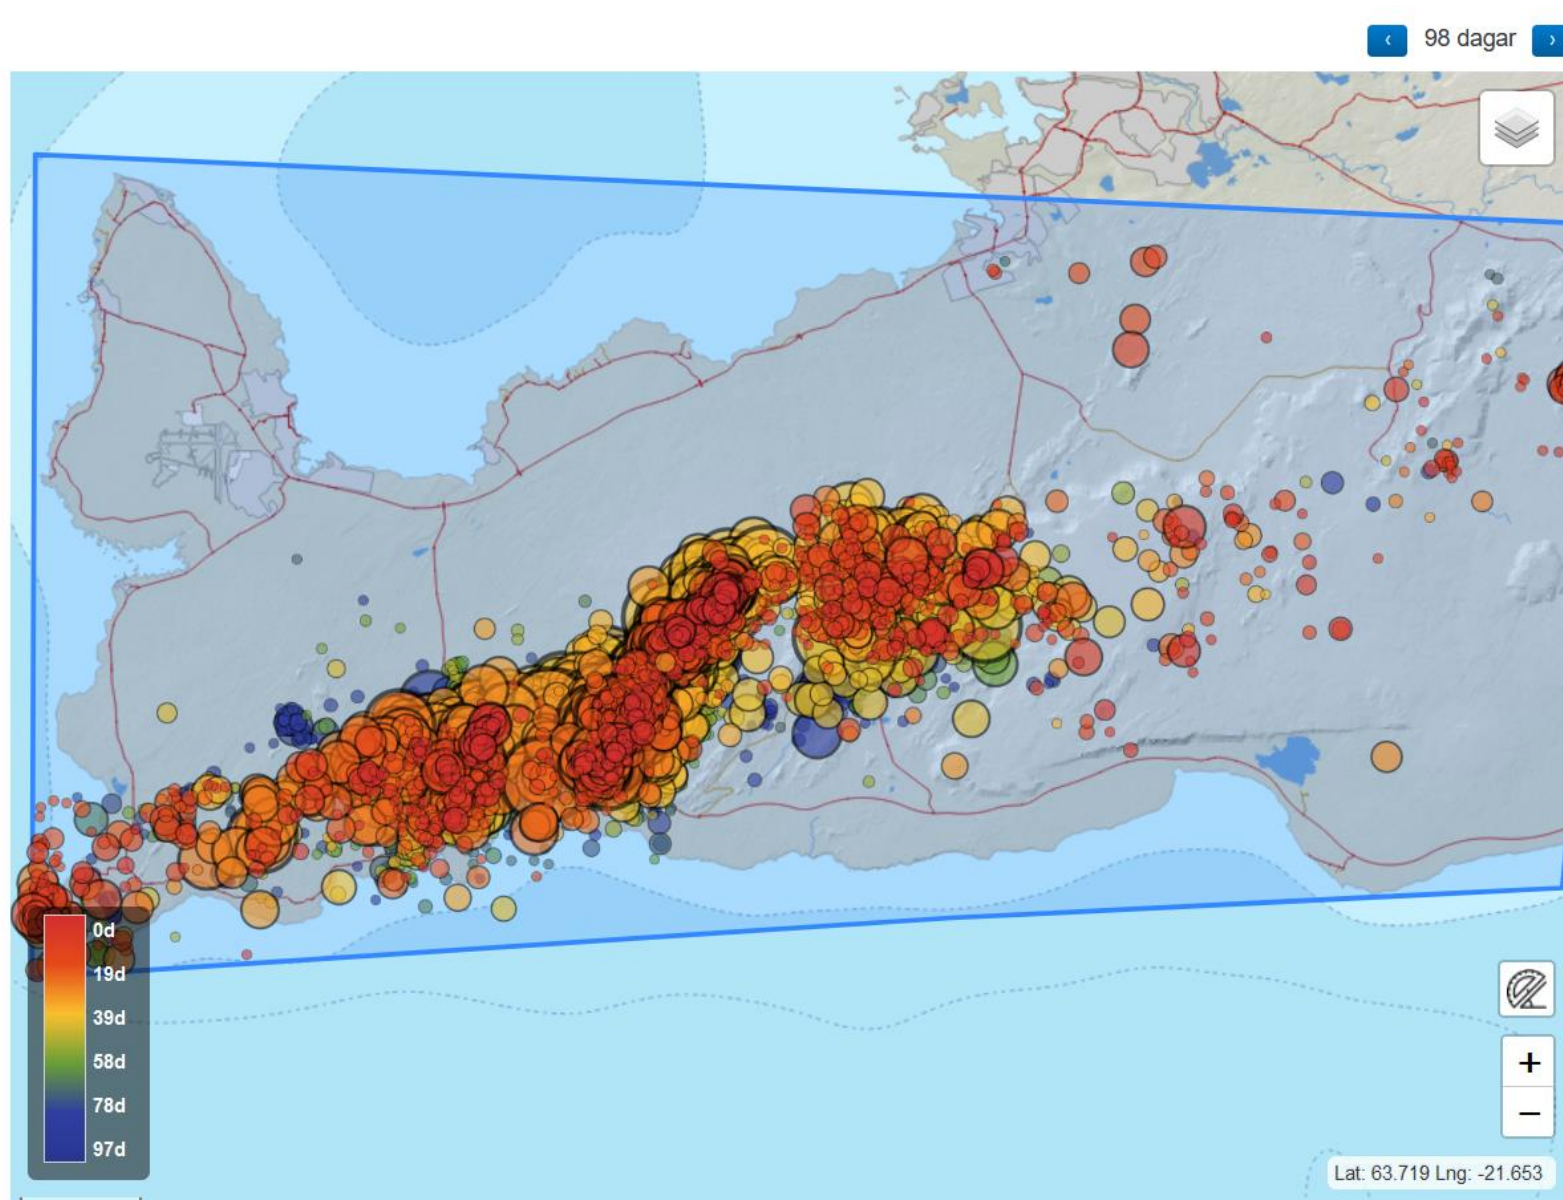 ‹ 98 dagar ›
0d
19d
39d
58d
78d
97d
+
−
Lat: 63.719 Lng: -21.653